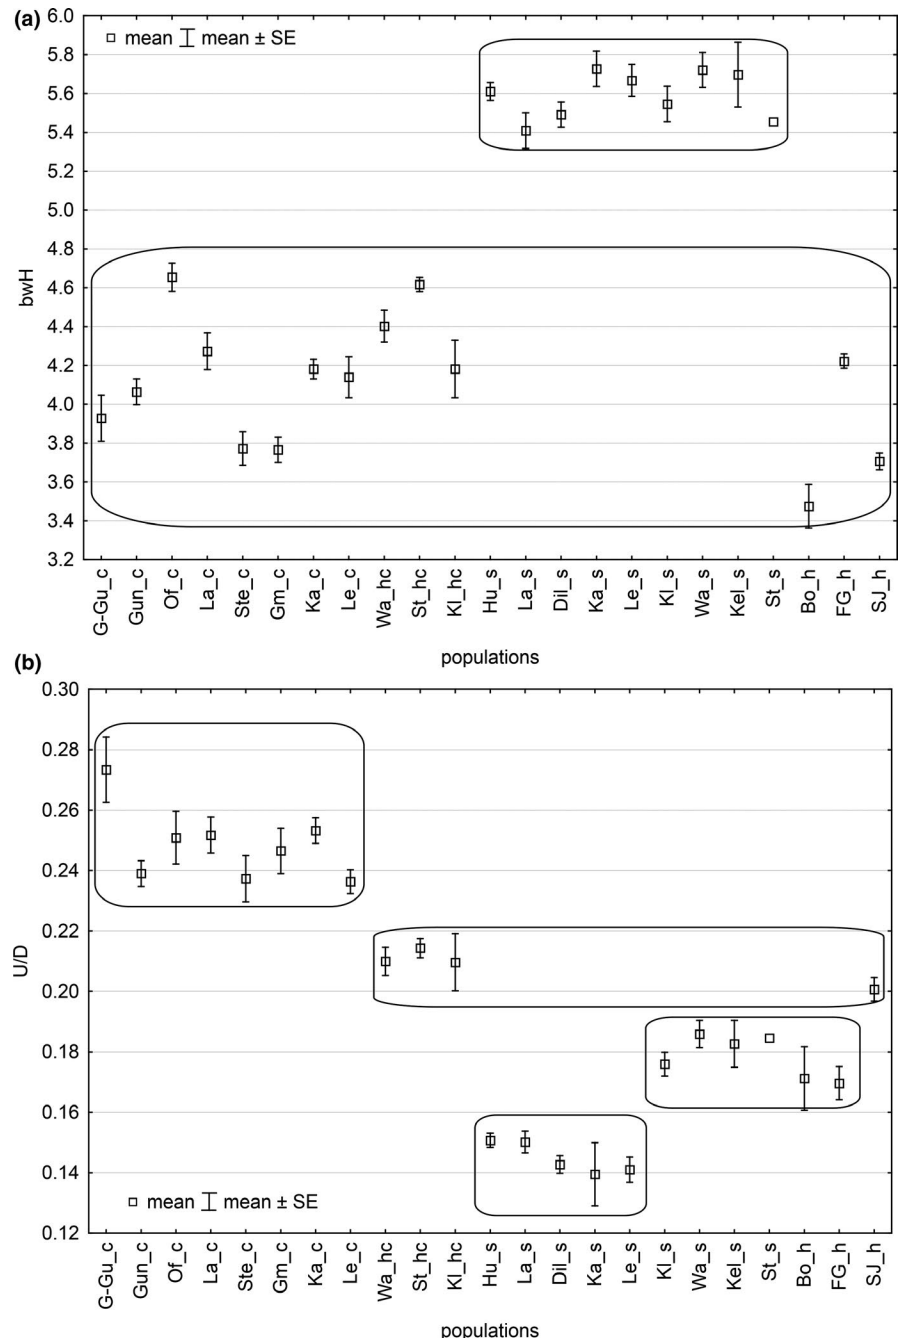 (a)
□ mean ⌶ mean ± SE
6.0
5.8
5.6
5.4
5.2
5.0
4.8
4.6
4.4
4.2
4.0
3.8
3.6
3.4
3.2
bwH
G-Gu_c
Gun_c
Of_c
La_c
Ste_c
Gm_c
Ka_c
Le_c
Wa_hc
St_hc
Kl_hc
Hu_s
La_s
Dil_s
Ka_s
Le_s
Kl_s
Wa_s
Kel_s
St_s
Bo_h
FG_h
SJ_h
populations
(b)
0.30
0.28
0.26
0.24
0.22
0.20
0.18
0.16
0.14
0.12
U/D
□ mean ⌶ mean ± SE
G-Gu_c
Gun_c
Of_c
La_c
Ste_c
Gm_c
Ka_c
Le_c
Wa_hc
St_hc
Kl_hc
Hu_s
La_s
Dil_s
Ka_s
Le_s
Kl_s
Wa_s
Kel_s
St_s
Bo_h
FG_h
SJ_h
populations